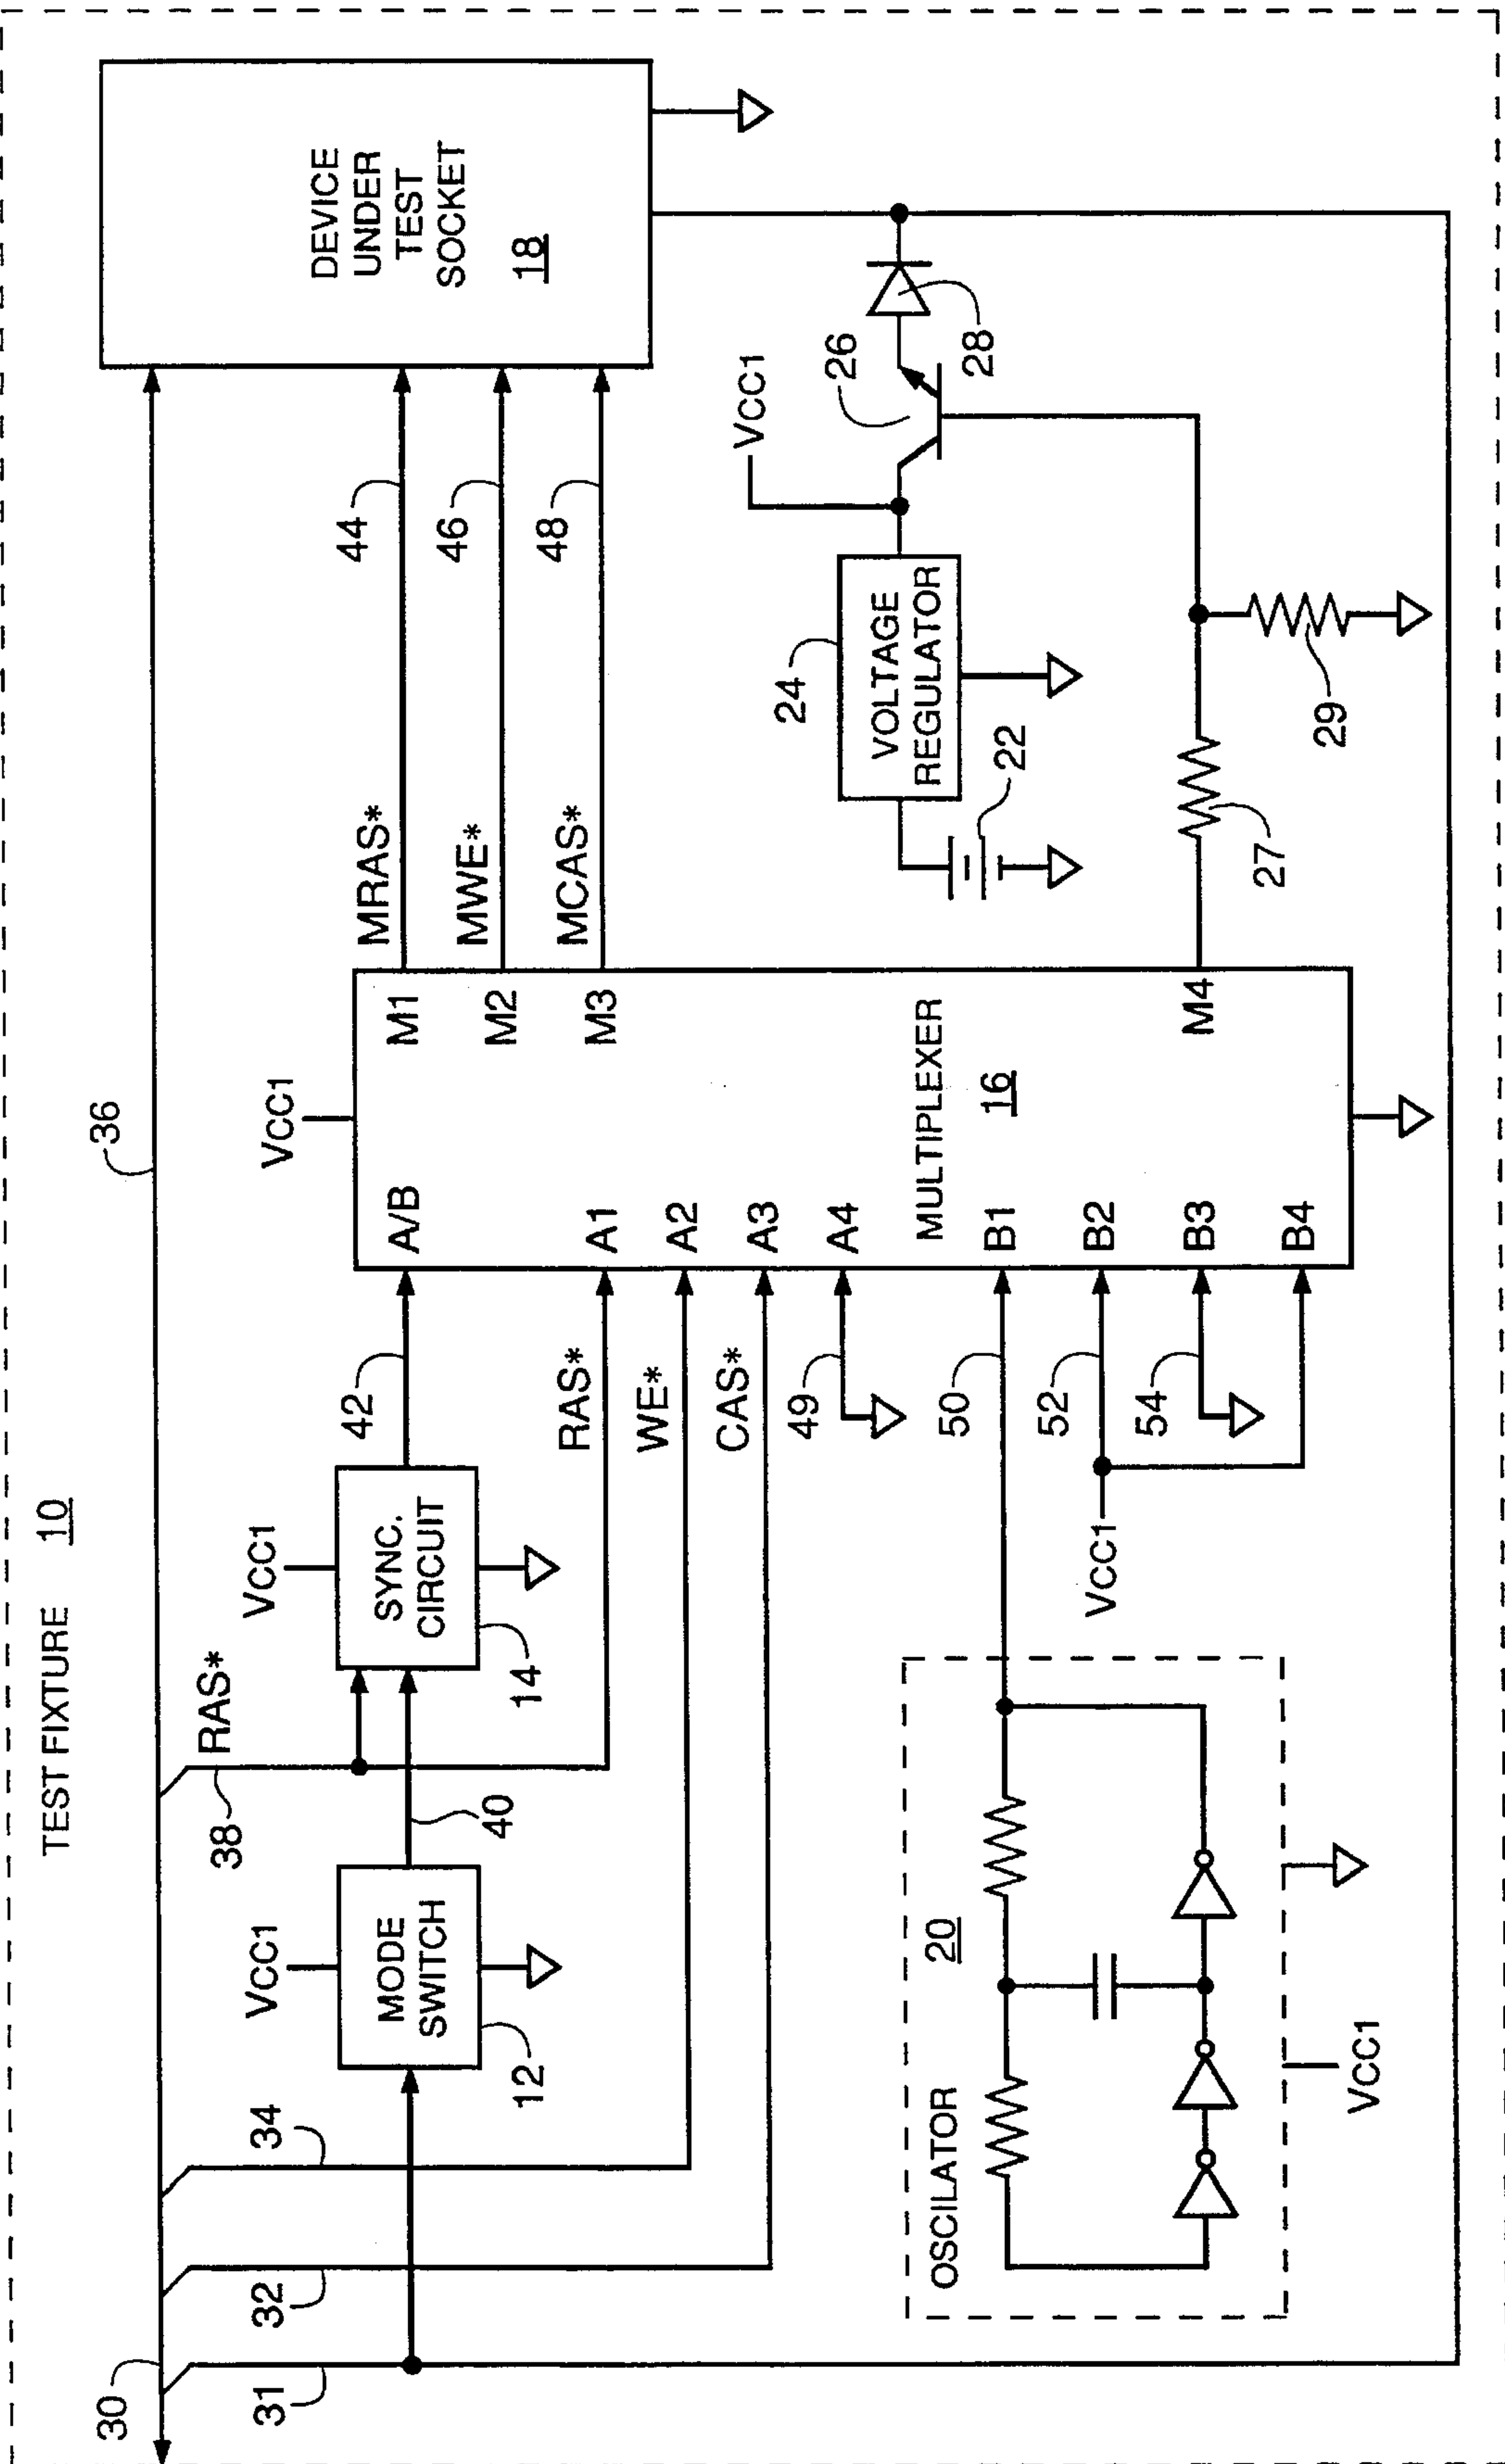 TEST FIXTURE 10
30
31
32
34
36
38
RAS*
VCC1
MODE
SWITCH
12
40
VCC1
SYNC.
CIRCUIT
14
42
RAS*
WE*
CAS*
49
50
52
54
VCC1
OSCILATOR 20
VCC1
VCC1
A/B
A1
A2
A3
A4
B1
B2
B3
B4
MULTIPLEXER
16
M1
M2
M3
M4
MRAS*
MWE*
MCAS*
44
46
48
DEVICE
UNDER
TEST
SOCKET
18
22
24
VOLTAGE
REGULATOR
VCC1
26
28
27
29